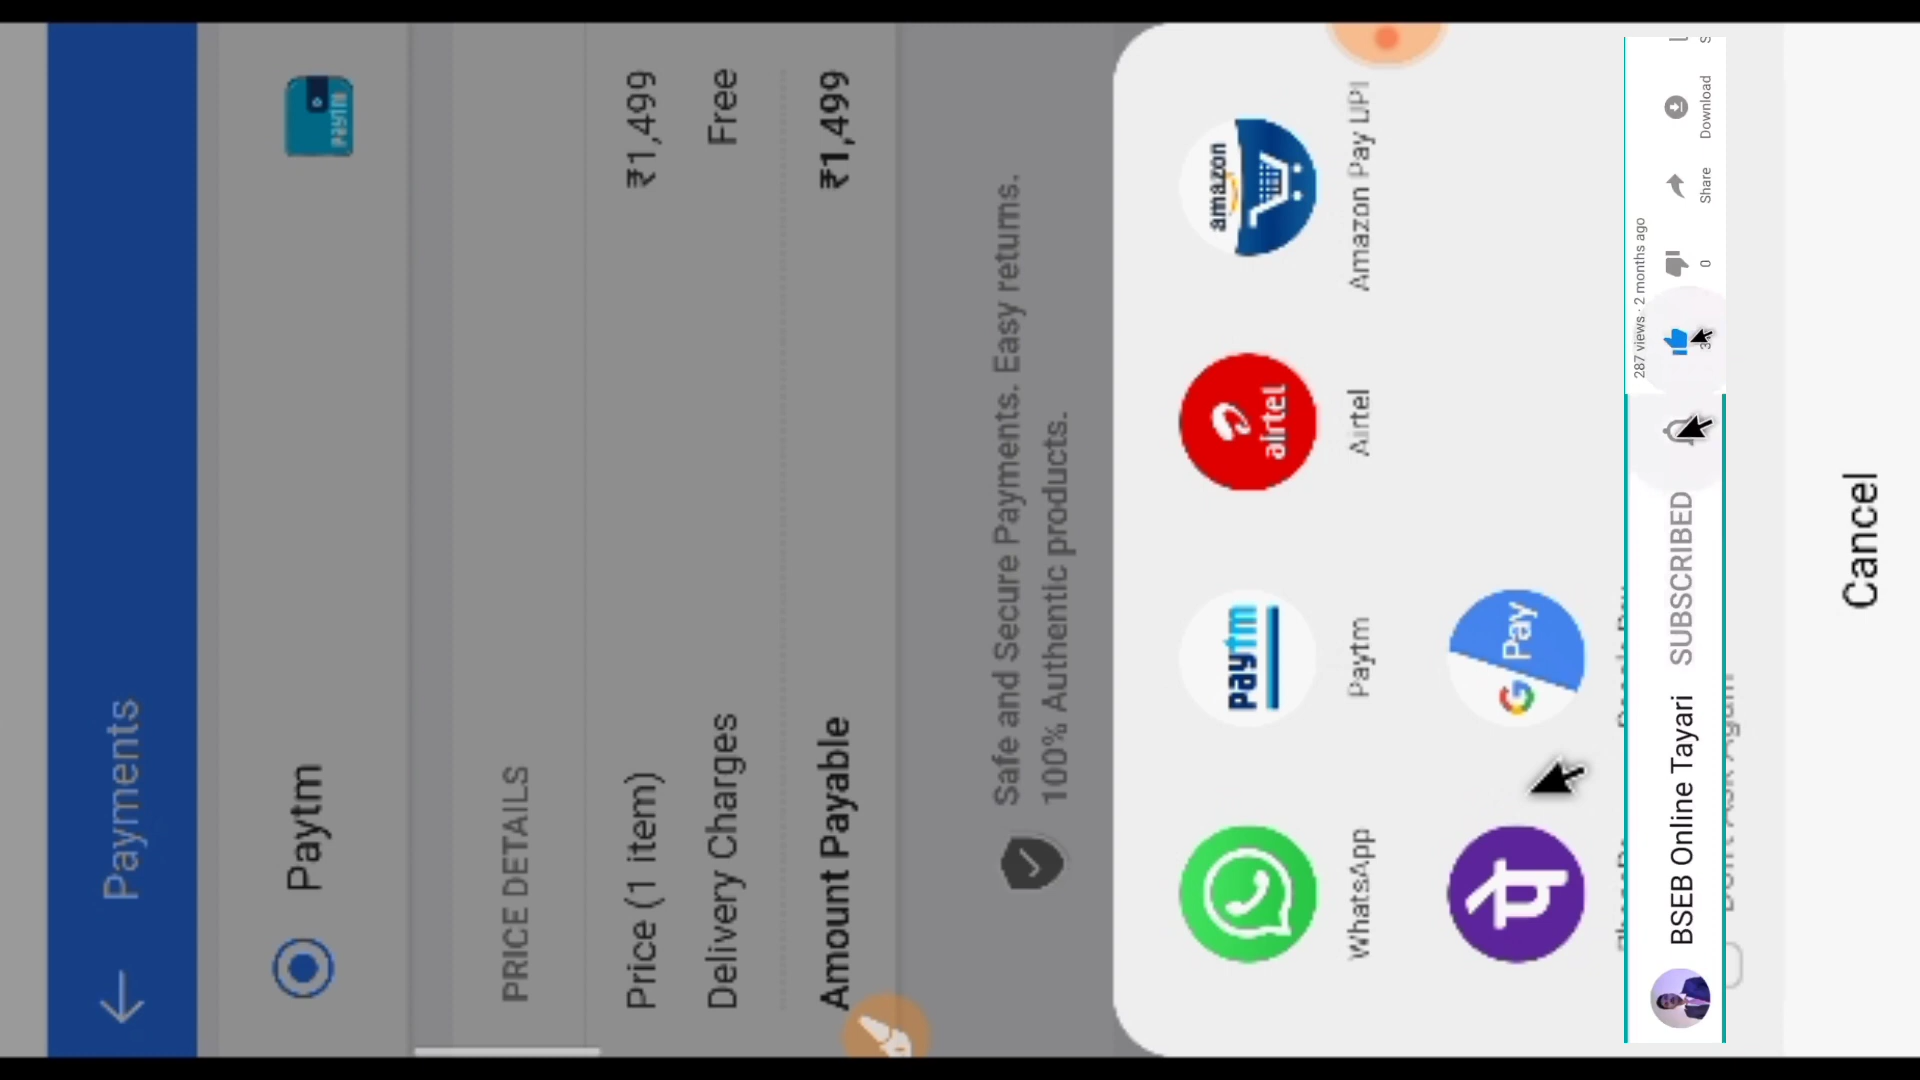 Payments
Paytm
Paytm
PRICE DETAILS
Price (1 item) ₹1,499
Delivery Charges Free
Amount Payable ₹1,499
Safe and Secure Payments. Easy returns.
100% Authentic products.
paytm
airtel
amazon
WhatsApp Paytm Airtel Amazon Pay UPI
G Pay
287 views · 2 months ago
0 Share Download
BSEB Online Tayari SUBSCRIBED
Cancel